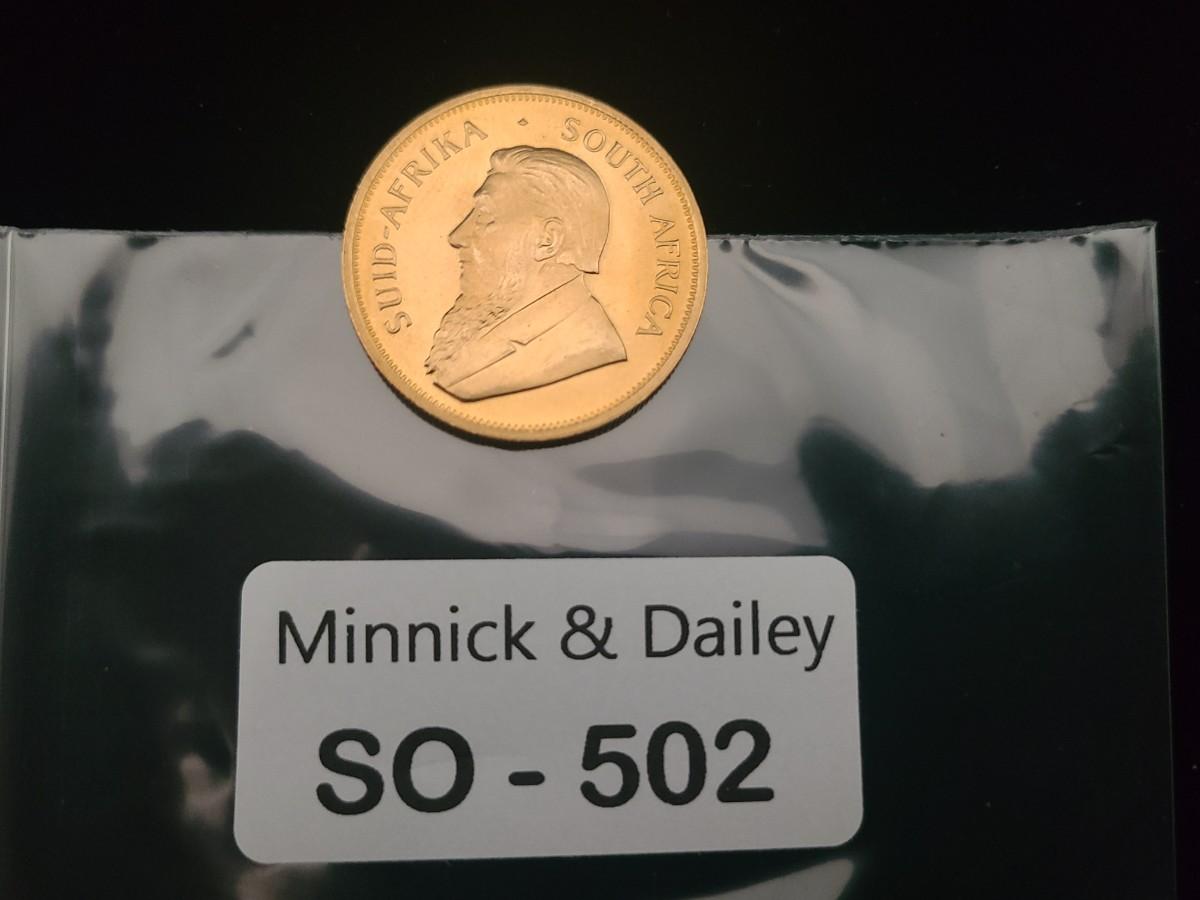 SUID-AFRIKA · SOUTH AFRICA
Minnick & Dailey
SO - 502